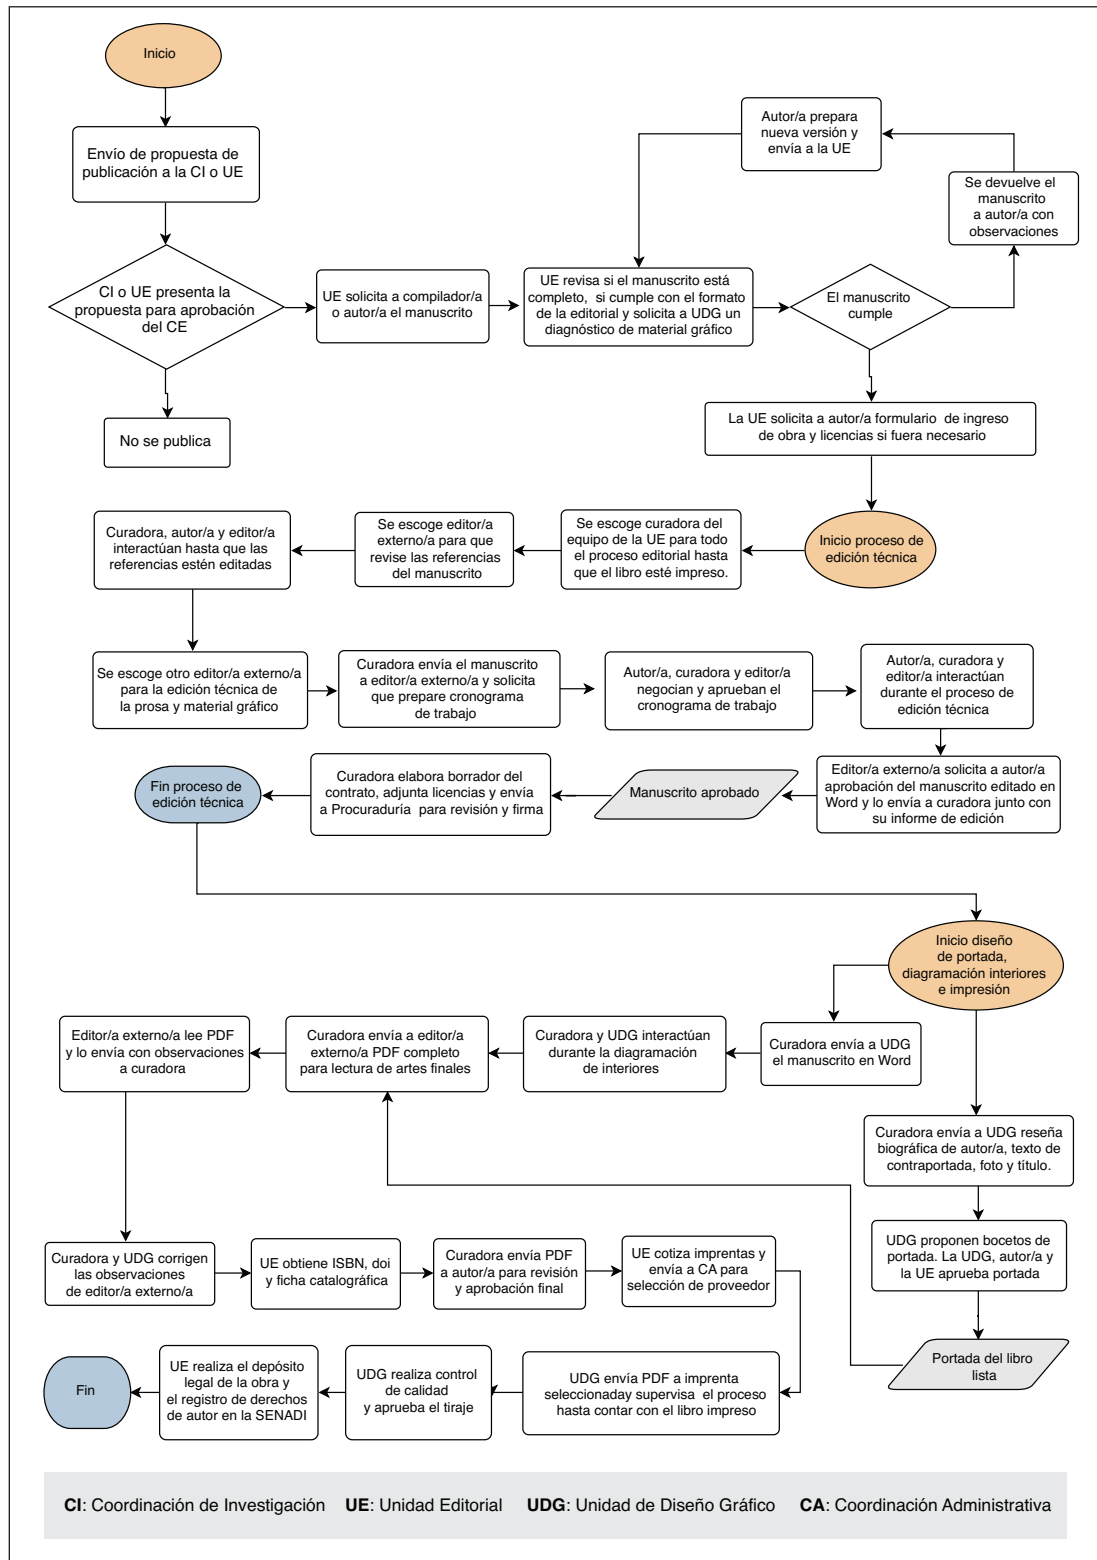 Inicio
Envío de propuesta de
publicación a la CI o UE
CI o UE presenta la
propuesta para aprobación
del CE
No se publica
UE solicita a compilador/a
o autor/a el manuscrito
UE revisa si el manuscrito está
completo,  si cumple con el formato
de la editorial y solicita a UDG un
diagnóstico de material gráfico
El manuscrito
cumple
Se devuelve el
manuscrito
a autor/a con
observaciones
Autor/a prepara
nueva versión y
envía a la UE
La UE solicita a autor/a formulario  de ingreso
de obra y licencias si fuera necesario
Inicio proceso de
edición técnica
Se escoge curadora del
equipo de la UE para todo
el proceso editorial hasta
que el libro esté impreso.
Se escoge editor/a
externo/a para que
revise las referencias
del manuscrito
Curadora, autor/a y editor/a
interactúan hasta que las
referencias estén editadas
Se escoge otro editor/a externo/a
para la edición técnica de
la prosa y material gráfico
Curadora envía el manuscrito
a editor/a externo/a y solicita
que prepare cronograma
de trabajo
Autor/a, curadora y editor/a
negocian y aprueban el
cronograma de trabajo
Autor/a, curadora y
editor/a interactúan
durante el proceso de
edición técnica
Editor/a externo/a solicita a autor/a
aprobación del manuscrito editado en
Word y lo envía a curadora junto con
su informe de edición
Manuscrito aprobado
Curadora elabora borrador del
contrato, adjunta licencias y envía
a Procuraduría  para revisión y firma
Fin proceso de
edición técnica
Inicio diseño
de portada,
diagramación interiores
e impresión
Curadora envía a UDG
el manuscrito en Word
Curadora y UDG interactúan
durante la diagramación
de interiores
Curadora envía a editor/a
externo/a PDF completo
para lectura de artes finales
Editor/a externo/a lee PDF
y lo envía con observaciones
a curadora
Curadora envía a UDG reseña
biográfica de autor/a, texto de
contraportada, foto y título.
UDG proponen bocetos de
portada. La UDG, autor/a y
la UE aprueba portada
Portada del libro
lista
Curadora y UDG corrigen
las observaciones
de editor/a externo/a
UE obtiene ISBN, doi
y ficha catalográfica
Curadora envía PDF
a autor/a para revisión
y aprobación final
UE cotiza imprentas y
envía a CA para
selección de proveedor
UDG envía PDF a imprenta
seleccionaday supervisa  el proceso
hasta contar con el libro impreso
UDG realiza control
de calidad
y aprueba el tiraje
UE realiza el depósito
legal de la obra y
el registro de derechos
de autor en la SENADI
Fin
CI: Coordinación de Investigación UE: Unidad Editorial UDG: Unidad de Diseño Gráfico CA: Coordinación Administrativa